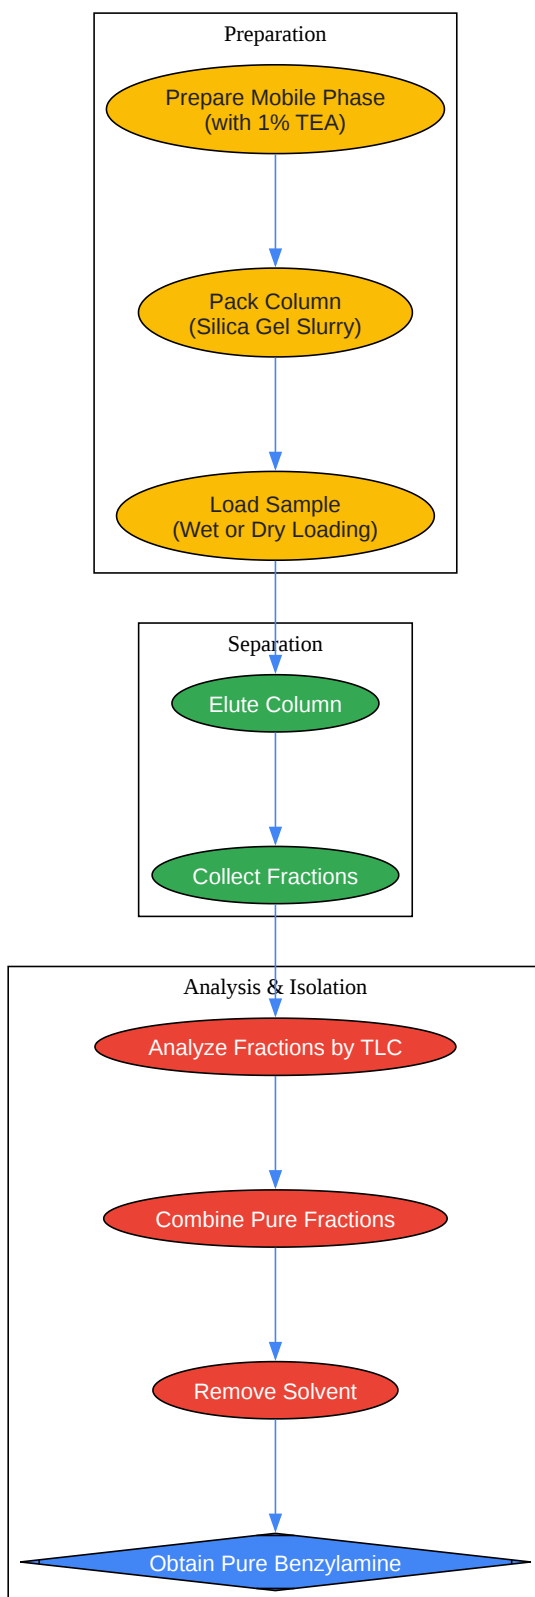 Preparation
Prepare Mobile Phase
(with 1% TEA)
Pack Column
(Silica Gel Slurry)
Load Sample
(Wet or Dry Loading)
Separation
Elute Column
Collect Fractions
Analysis & Isolation
Analyze Fractions by TLC
Combine Pure Fractions
Remove Solvent
Obtain Pure Benzylamine